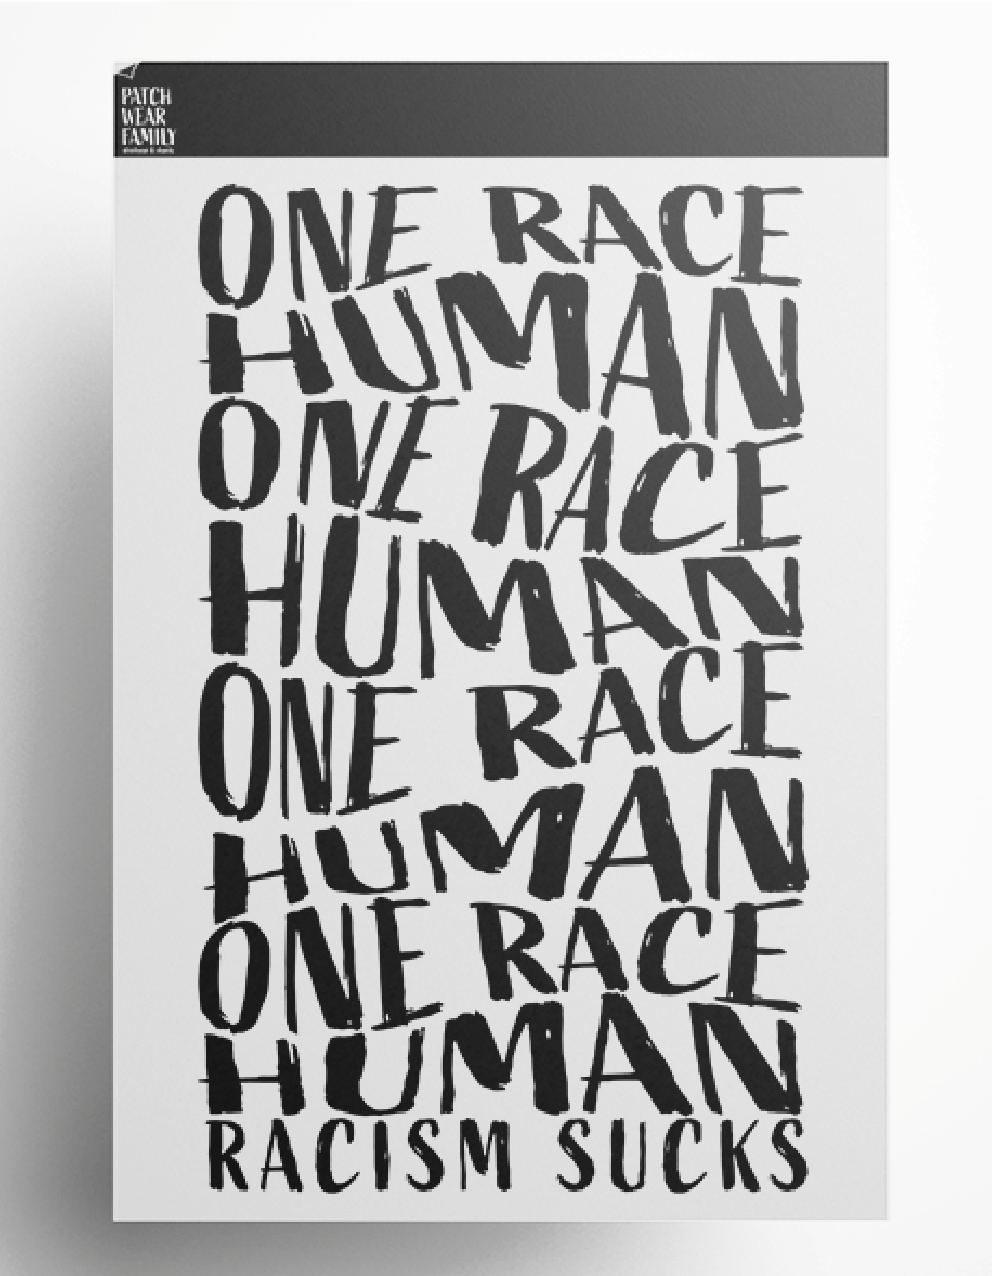 PATCH
WEAR
FAMILY
ONE RACE
HUMAN
ONE RACE
HUMAN
ONE RACE
HUMAN
ONE RACE
HUMAN
RACISM SUCKS